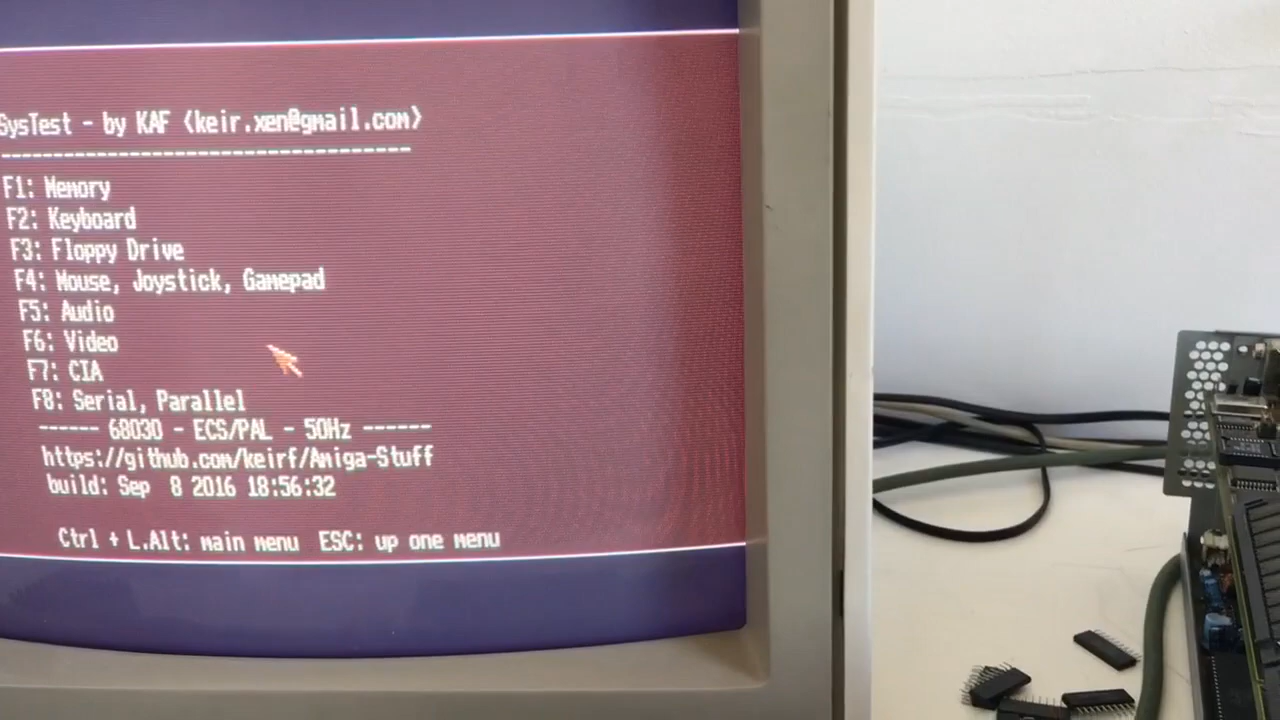 SysTest - by KAF <keir.xen@gmail.com>
------------------------------------
F1: Memory
F2: Keyboard
F3: Floppy Drive
F4: Mouse, Joystick, Gamepad
F5: Audio
F6: Video
F7: CIA
F8: Serial, Parallel
------ 68030 - ECS/PAL - 50Hz ------
https://github.com/keirf/Amiga-Stuff
build: Sep  8 2016 18:56:32
Ctrl + L.Alt: main menu  ESC: up one menu